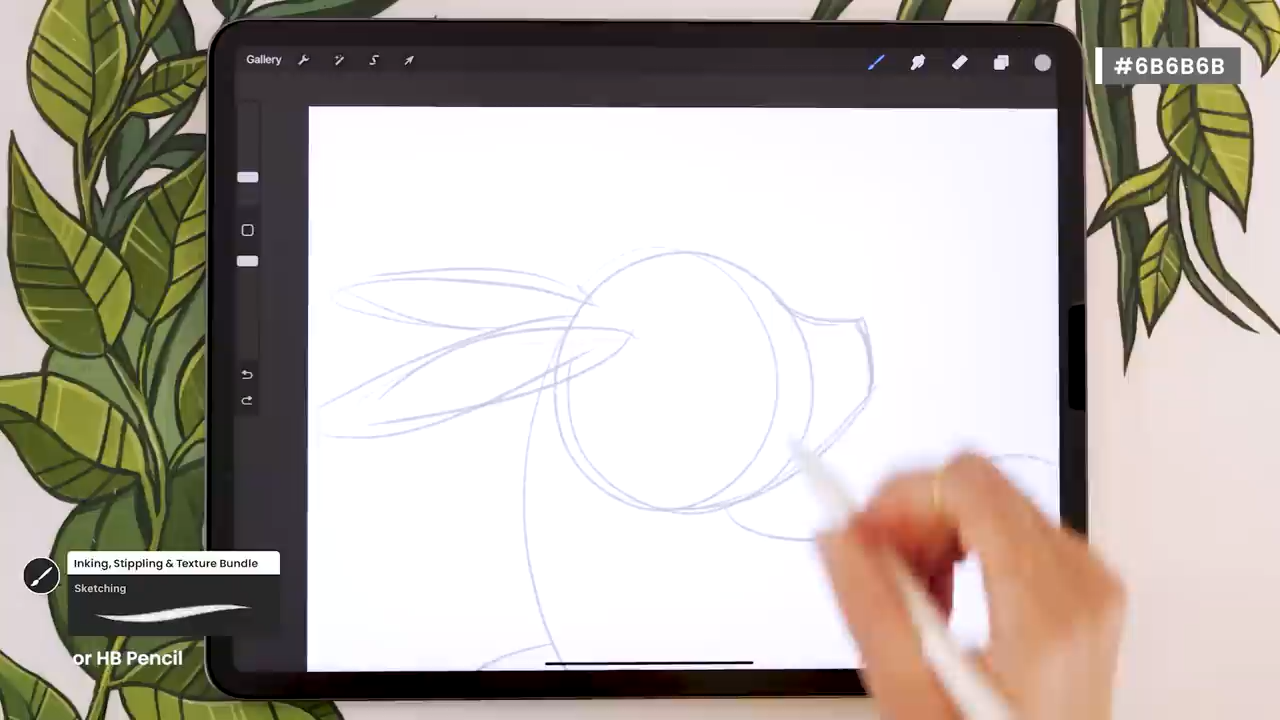 Gallery
#6B6B6B
Inking, Stippling & Texture Bundle
Sketching
or HB Pencil